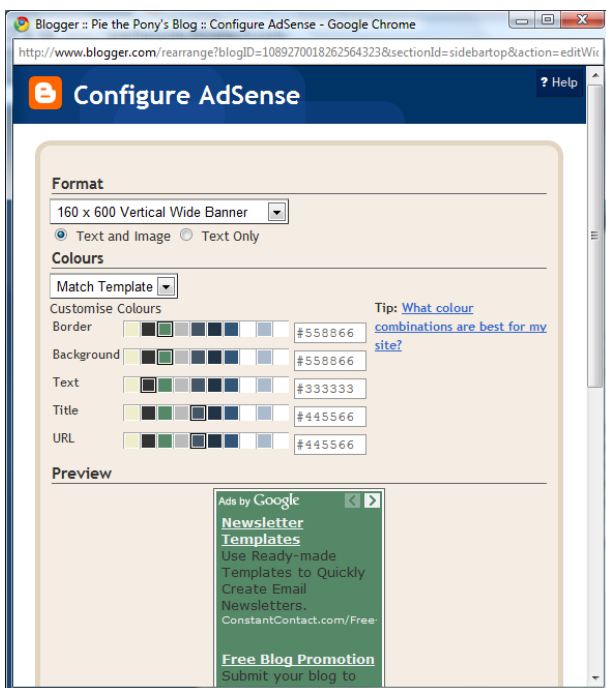 Blogger :: Pie the Pony's Blog :: Configure AdSense - Google Chrome
http://www.blogger.com/rearrange?blogID=1089270018262564323&sectionId=sidebartop&action=editWic
Configure AdSense
? Help
Format
160 x 600 Vertical Wide Banner
Text and Image Text Only
Colours
Match Template
Customise Colours
Tip: What colour
combinations are best for my
site?
Border #558866
Background #558866
Text #333333
Title #445566
URL #445566
Preview
Ads by Google
Newsletter
Templates
Use Ready-made
Templates to Quickly
Create Email
Newsletters.
ConstantContact.com/Free
Free Blog Promotion
Submit your blog to